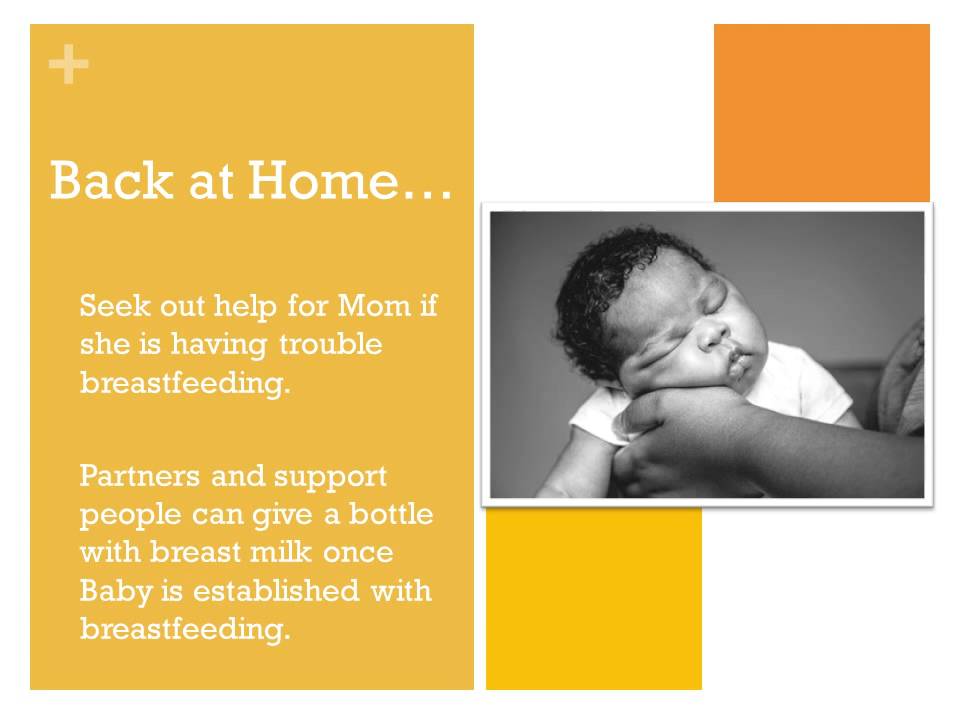 +
Back at Home…
Seek out help for Mom if
she is having trouble
breastfeeding.
Partners and support
people can give a bottle
with breast milk once
Baby is established with
breastfeeding.